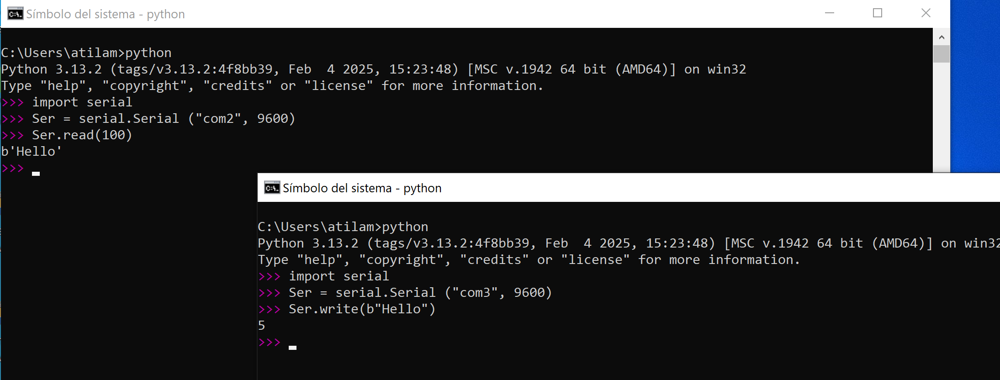 Símbolo del sistema - python
C:\Users\atilam>python
Python 3.13.2 (tags/v3.13.2:4f8bb39, Feb  4 2025, 15:23:48) [MSC v.1942 64 bit (AMD64)] on win32
Type "help", "copyright", "credits" or "license" for more information.
>>> import serial
>>> Ser = serial.Serial ("com2", 9600)
>>> Ser.read(100)
b'Hello'
>>>
Símbolo del sistema - python
C:\Users\atilam>python
Python 3.13.2 (tags/v3.13.2:4f8bb39, Feb  4 2025, 15:23:48) [MSC v.1942 64 bit (AMD64)] on win32
Type "help", "copyright", "credits" or "license" for more information.
>>> import serial
>>> Ser = serial.Serial ("com3", 9600)
>>> Ser.write(b"Hello")
5
>>>